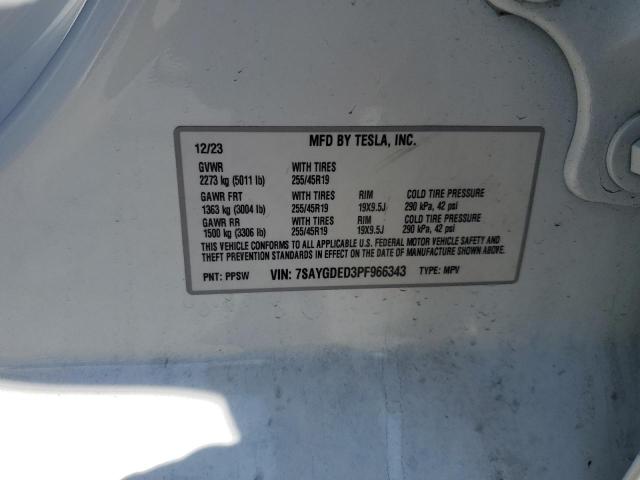 12/23 MFD BY TESLA, INC.
GVWR WITH TIRES
2273 kg (5011 lb) 255/45R19
GAWR FRT WITH TIRES RIM COLD TIRE PRESSURE
1363 kg (3004 lb) 255/45R19 19X9.5J 290 kPa, 42 psi
GAWR RR WITH TIRES RIM COLD TIRE PRESSURE
1500 kg (3306 lb) 255/45R19 19X9.5J 290 kPa, 42 psi
THIS VEHICLE CONFORMS TO ALL APPLICABLE U.S. FEDERAL MOTOR VEHICLE SAFETY AND
THEFT PREVENTION STANDARDS IN EFFECT ON THE DATE OF MANUFACTURE SHOWN ABOVE.
PNT: PPSW VIN: 7SAYGDED3PF966343 TYPE: MPV